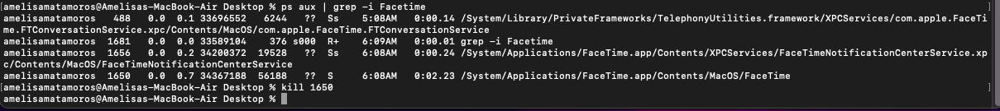 [amelisamatamoros@Amelisas-MacBook-Air Desktop % ps aux | grep -i Facetime ]
amelisamatamoros 488 0.0 0.1 33696552 6244 ?? Ss 5:08AM 0:00.14 /System/Library/PrivateFrameworks/TelephonyUtilities.framework/XPCServices/com.apple.FaceTi
me.FTConversationService.xpc/Contents/MacOS/com.apple.FaceTime.FTConversationService
amelisamatamoros 1681 0.0 0.0 33589104 376 s000 R+ 6:09AM 0:00.01 grep -i Facetime
amelisamatamoros 1656 0.0 0.2 34200372 19528 ?? Ss 6:08AM 0:00.24 /System/Applications/FaceTime.app/Contents/XPCServices/FaceTimeNotificationCenterService.xp
c/Contents/MacOS/FaceTimeNotificationCenterService
amelisamatamoros 1650 0.0 0.7 34367188 56188 ?? S 6:08AM 0:02.23 /System/Applications/FaceTime.app/Contents/MacOS/FaceTime
[amelisamatamoros@Amelisas-MacBook-Air Desktop % kill 1650 ]
amelisamatamoros@Amelisas-MacBook-Air Desktop %